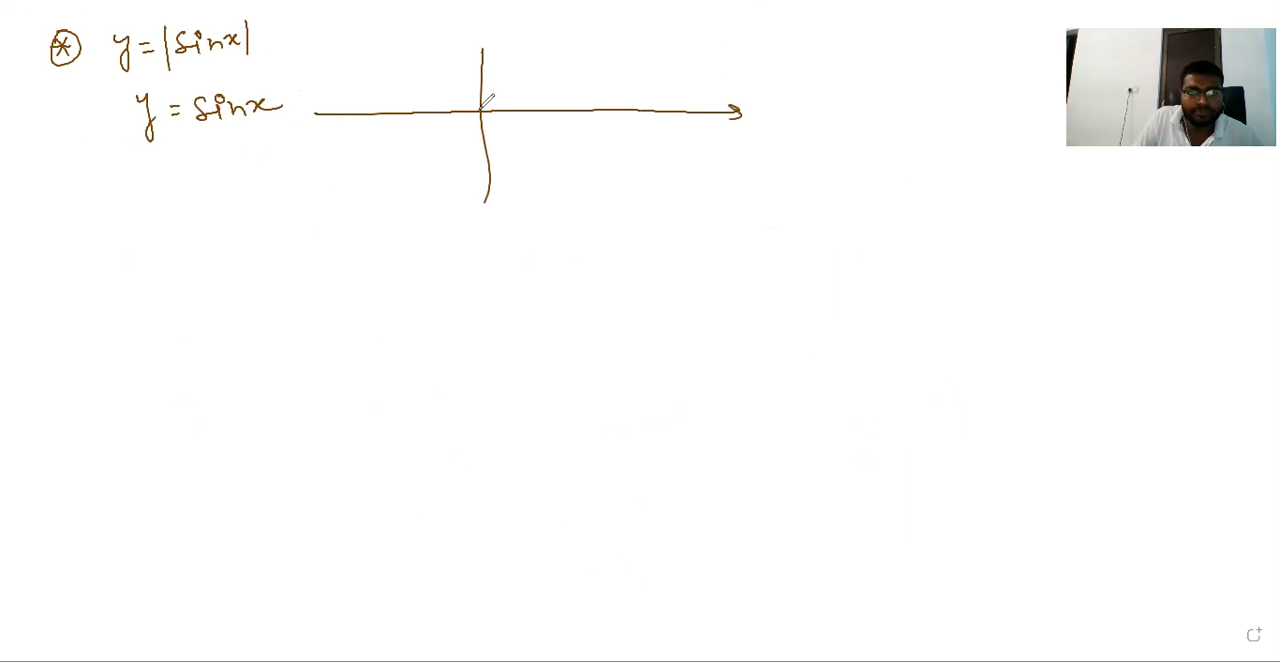 ⊛ y = |sinx|
y = sinx